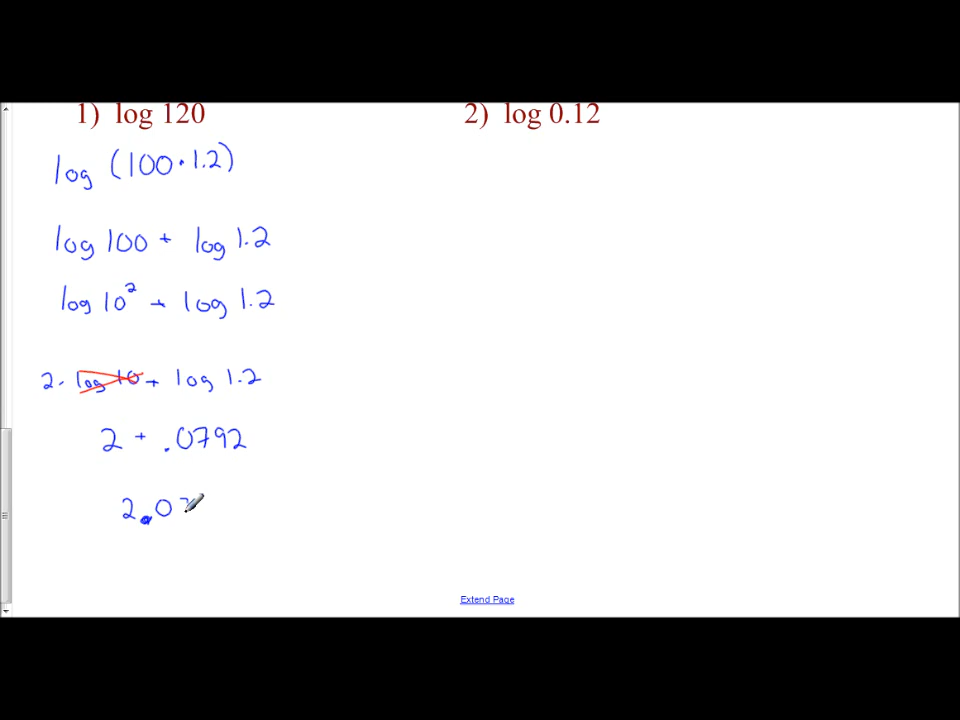 1) log 120
2) log 0.12
log (100 · 1.2)
log 100 + log 1.2
log 10² + log 1.2
2 · log 10 + log 1.2
2 + .0792
2.0
Extend Page